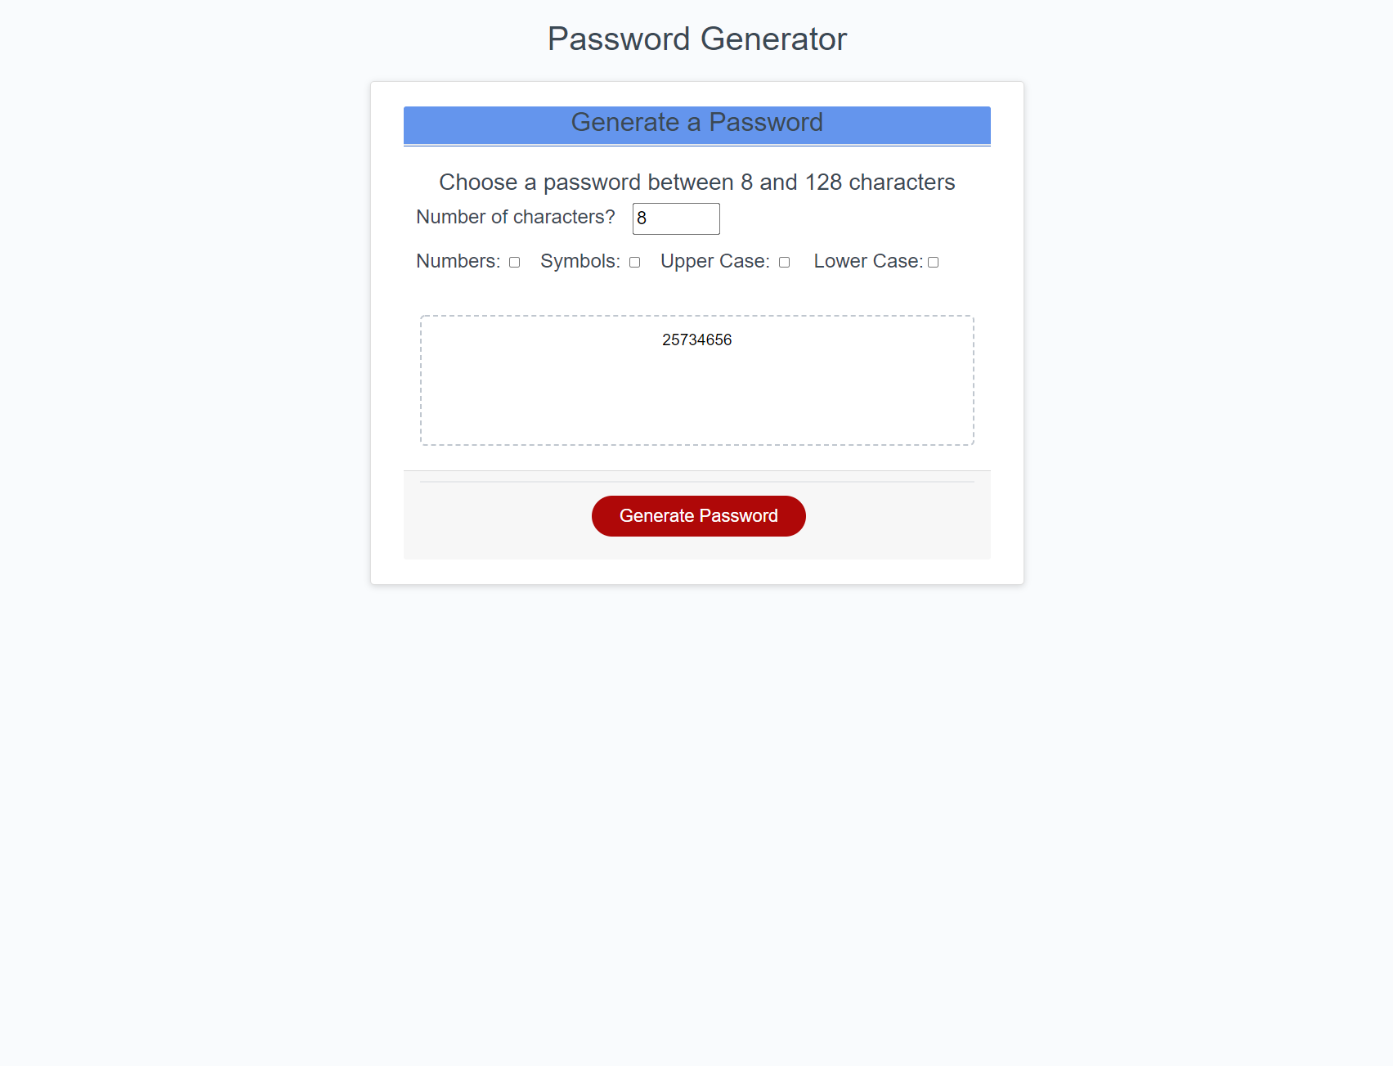 Password Generator
Generate a Password
Choose a password between 8 and 128 characters
Number of characters? 8
Numbers: Symbols: Upper Case: Lower Case:
25734656
Generate Password